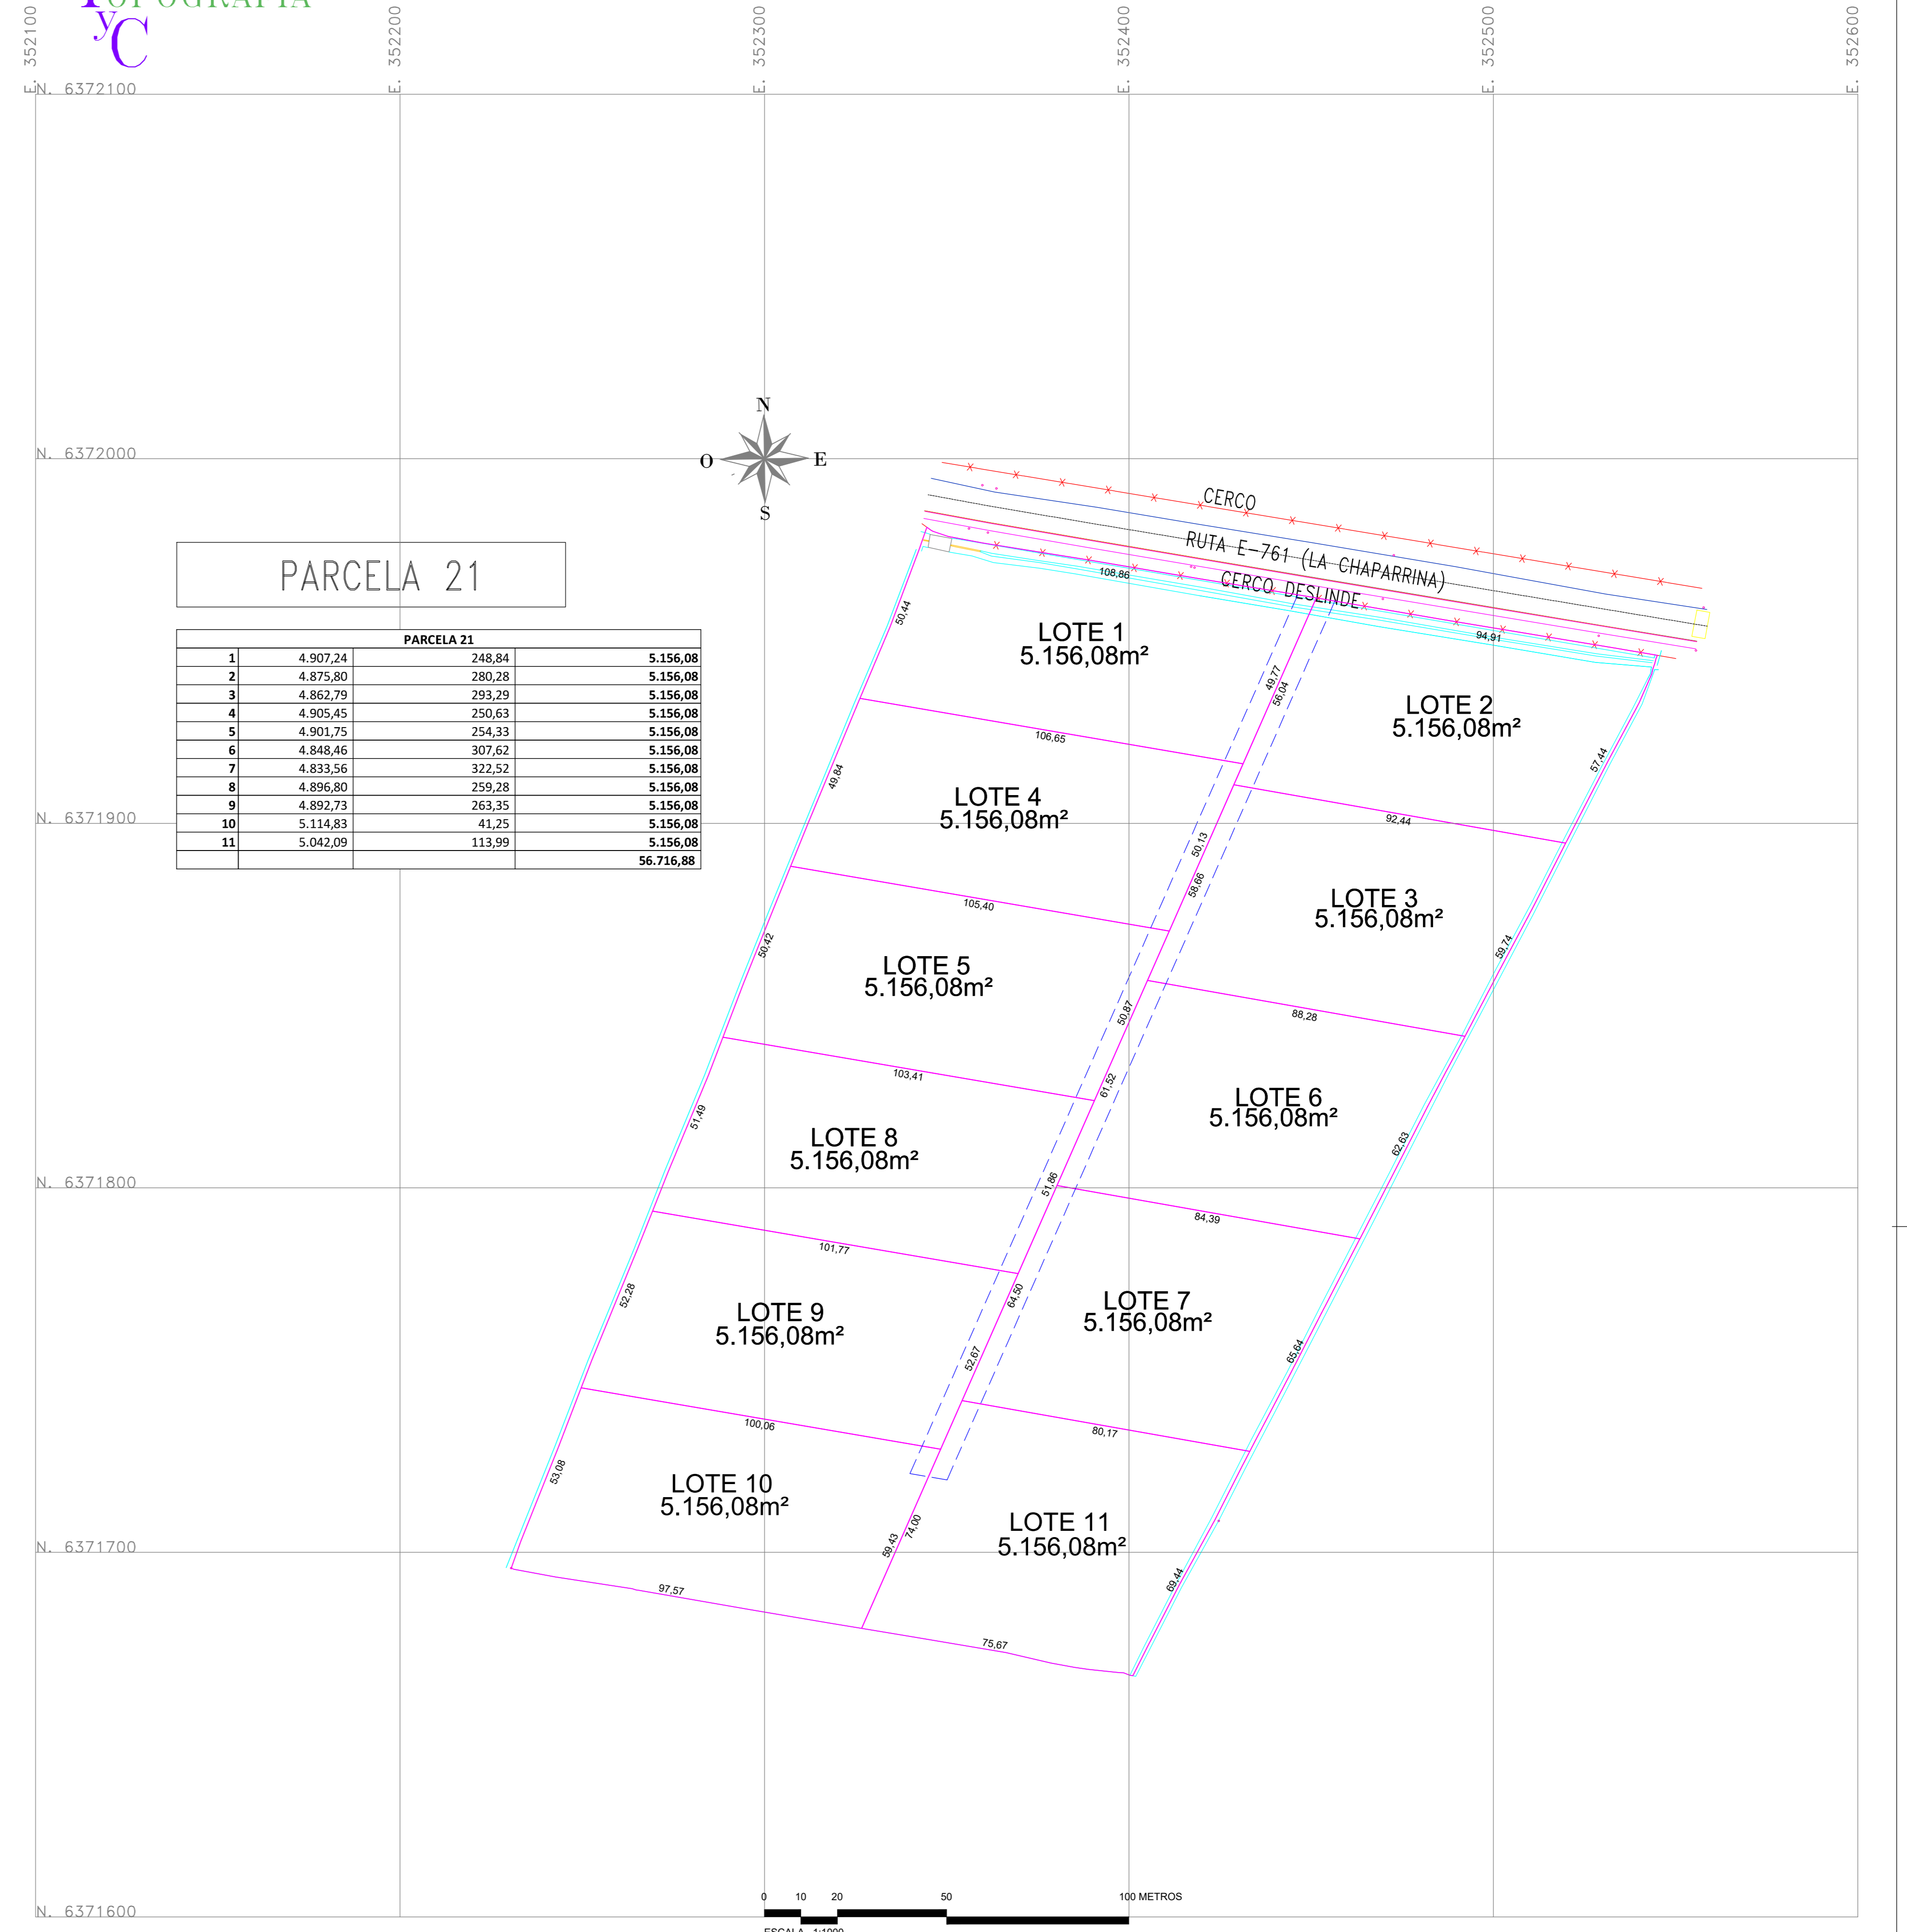 y
C
E. 352100
E. 352200
E. 352300
E. 352400
E. 352500
E. 352600
N. 6372100
N. 6372000
N. 6371900
N. 6371800
N. 6371700
N. 6371600
N
O
E
S
PARCELA 21
PARCELA 21
1 4.907,24 248,84 5.156,08
2 4.875,80 280,28 5.156,08
3 4.862,79 293,29 5.156,08
4 4.905,45 250,63 5.156,08
5 4.901,75 254,33 5.156,08
6 4.848,46 307,62 5.156,08
7 4.833,56 322,52 5.156,08
8 4.896,80 259,28 5.156,08
9 4.892,73 263,35 5.156,08
10 5.114,83 41,25 5.156,08
11 5.042,09 113,99 5.156,08
56.716,88
CERCO
RUTA E-761 (LA CHAPARRINA)
CERCO DESLINDE
108,86
94,91
50,44
LOTE 1
5.156,08m²
49,77
56,04
LOTE 2
5.156,08m²
57,44
106,65
49,84
LOTE 4
5.156,08m²
92,44
50,13
58,66
LOTE 3
5.156,08m²
59,74
105,40
50,42
LOTE 5
5.156,08m²
50,87
88,28
103,41
61,52
LOTE 6
5.156,08m²
62,63
51,49
LOTE 8
5.156,08m²
51,86
84,39
101,77
52,28
64,50
LOTE 9
5.156,08m²
LOTE 7
5.156,08m²
65,64
52,67
100,06
80,17
53,08
LOTE 10
5.156,08m²
59,43
74,00
LOTE 11
5.156,08m²
69,44
97,57
75,67
0 10 20 50 100 METROS